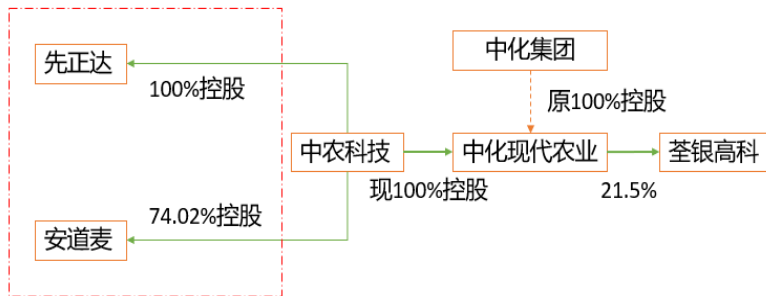 中化集团
先正达
100%控股
原100%控股
中农科技
中化现代农业
荃银高科
现100%控股
21.5%
74.02%控股
安道麦